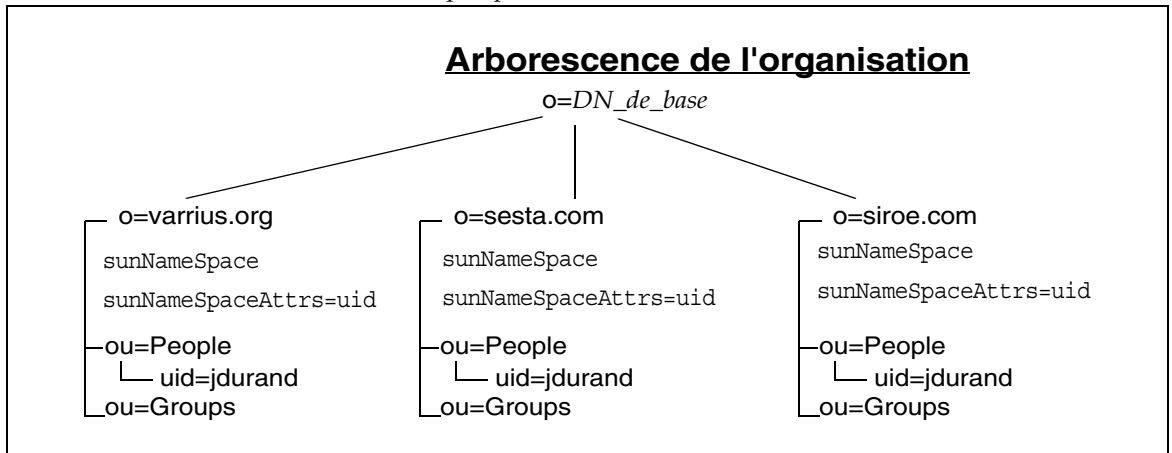 Arborescence de l'organisation
o=DN_de_base
o=varrius.org
sunNameSpace
sunNameSpaceAttrs=uid
ou=People
uid=jdurand
ou=Groups
o=sesta.com
sunNameSpace
sunNameSpaceAttrs=uid
ou=People
uid=jdurand
ou=Groups
o=siroe.com
sunNameSpace
sunNameSpaceAttrs=uid
ou=People
uid=jdurand
ou=Groups